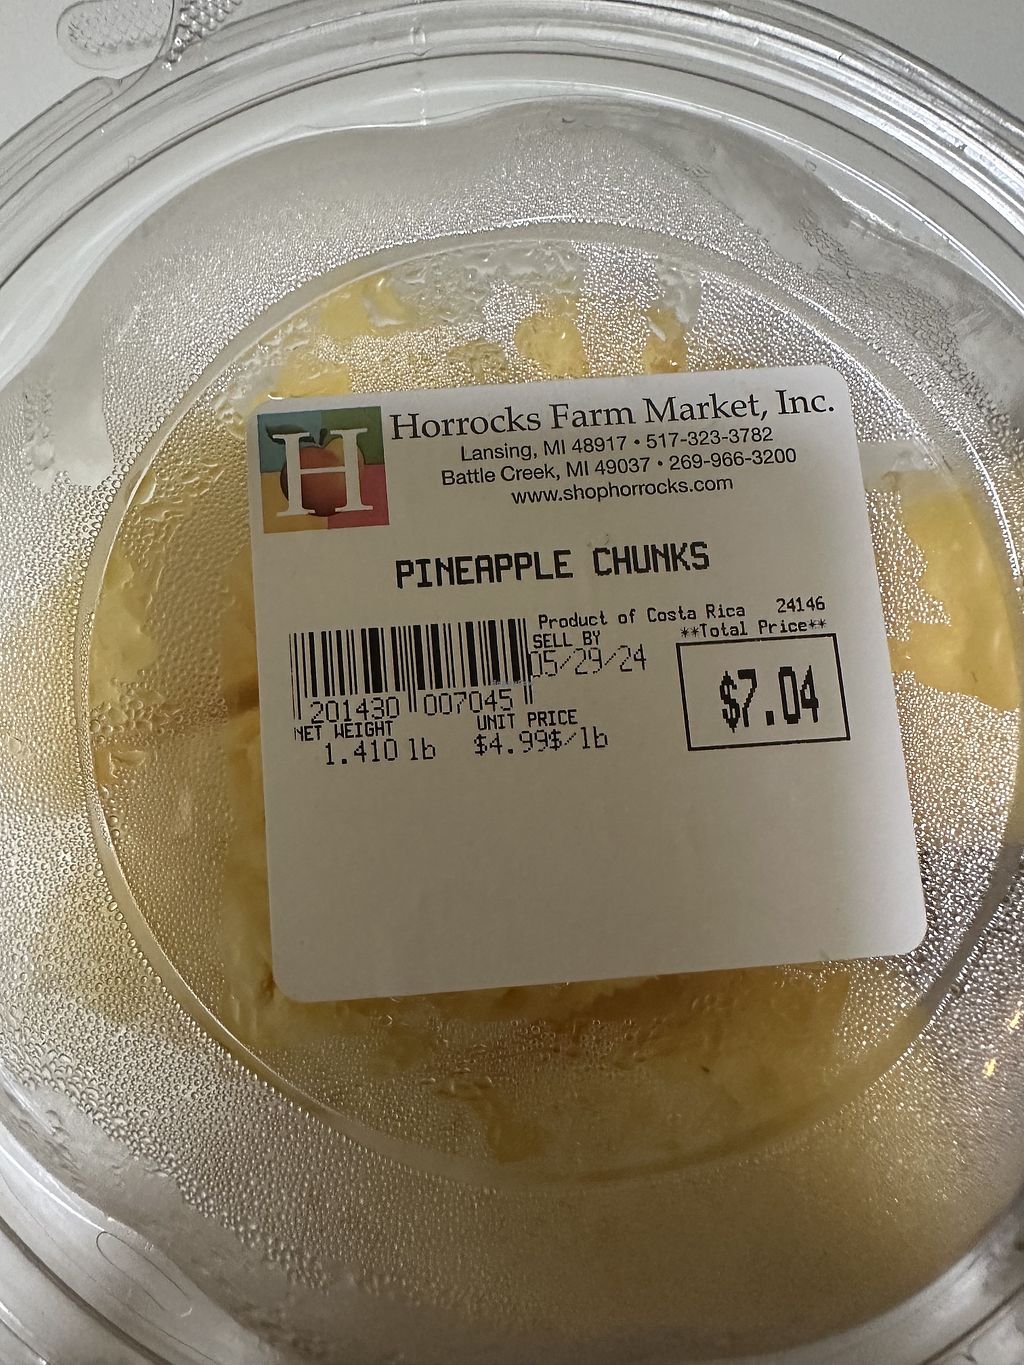 H
Horrocks Farm Market, Inc.
Lansing, MI 48917 • 517-323-3782
Battle Creek, MI 49037 • 269-966-3200
www.shophorrocks.com
PINEAPPLE CHUNKS
Product of Costa Rica 24146
SELL BY **Total Price**
05/29/24
$7.04
201430 007045
NET WEIGHT UNIT PRICE
1.410 lb $4.99$/lb